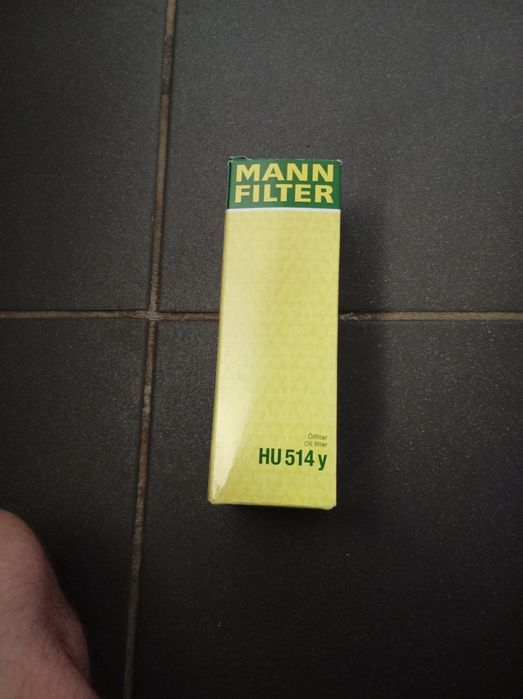 MANN
FILTER
Ölfilter
Oil filter
HU 514 y